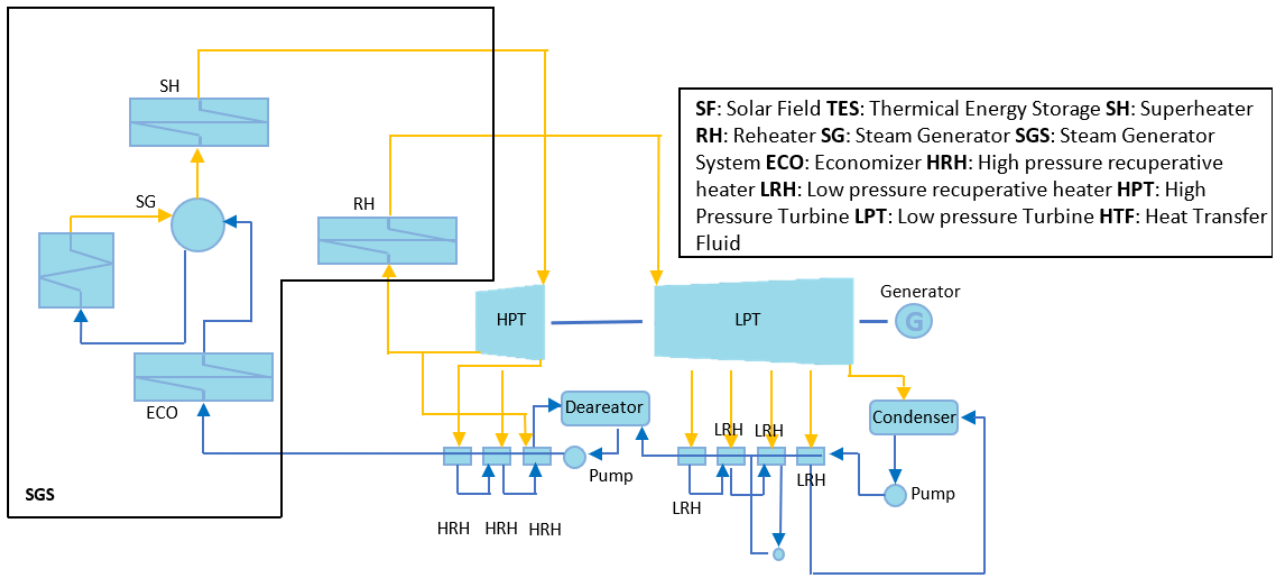 SH
SF: Solar Field TES: Thermical Energy Storage SH: Superheater
RH: Reheater SG: Steam Generator SGS: Steam Generator
System ECO: Economizer HRH: High pressure recuperative
heater LRH: Low pressure recuperative heater HPT: High
Pressure Turbine LPT: Low pressure Turbine HTF: Heat Transfer
Fluid
SG
RH
Generator
HPT
LPT
G
ECO
Deareator
Condenser
LRH
LRH
Pump
LRH
Pump
SGS
LRH
HRH
HRH
HRH